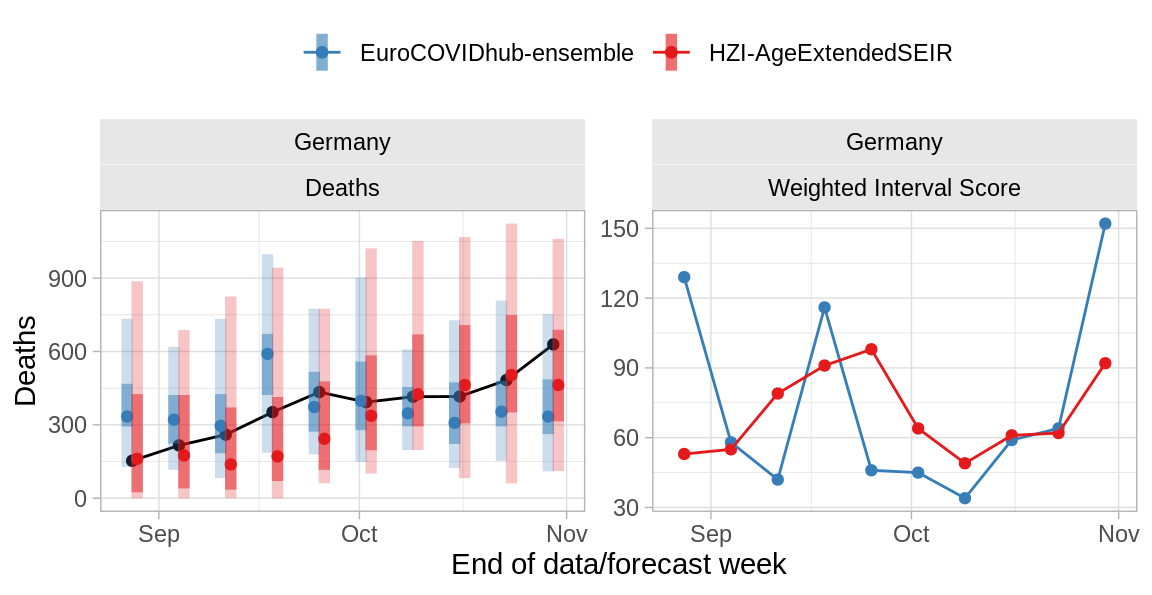 EuroCOVIDhub-ensemble HZI-AgeExtendedSEIR
Germany
Deaths
Deaths
900
600
300
0
Sep Oct Nov
Germany
Weighted Interval Score
150
120
90
60
30
Sep Oct Nov
End of data/forecast week